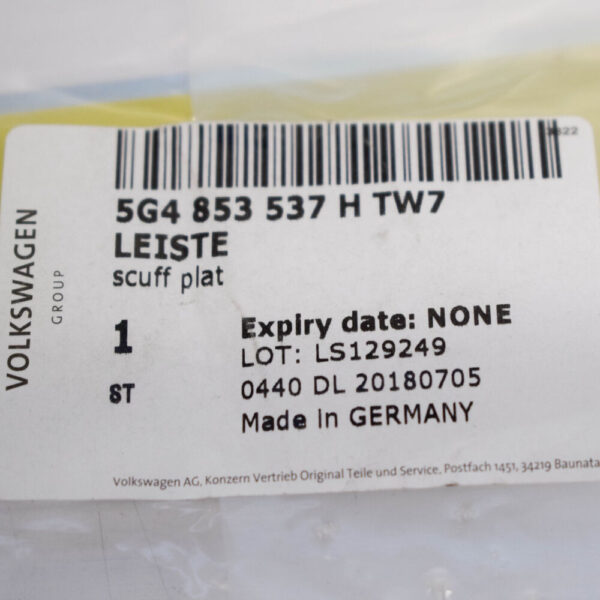 5G4 853 537 H TW7
LEISTE
scuff plat
1
Expiry date: NONE
LOT: LS129249
ST
0440 DL 20180705
Made in GERMANY
Volkswagen AG, Konzern Vertrieb Original Teile und Service, Postfach 1451, 34219 Baunata
VOLKSWAGEN
GROUP